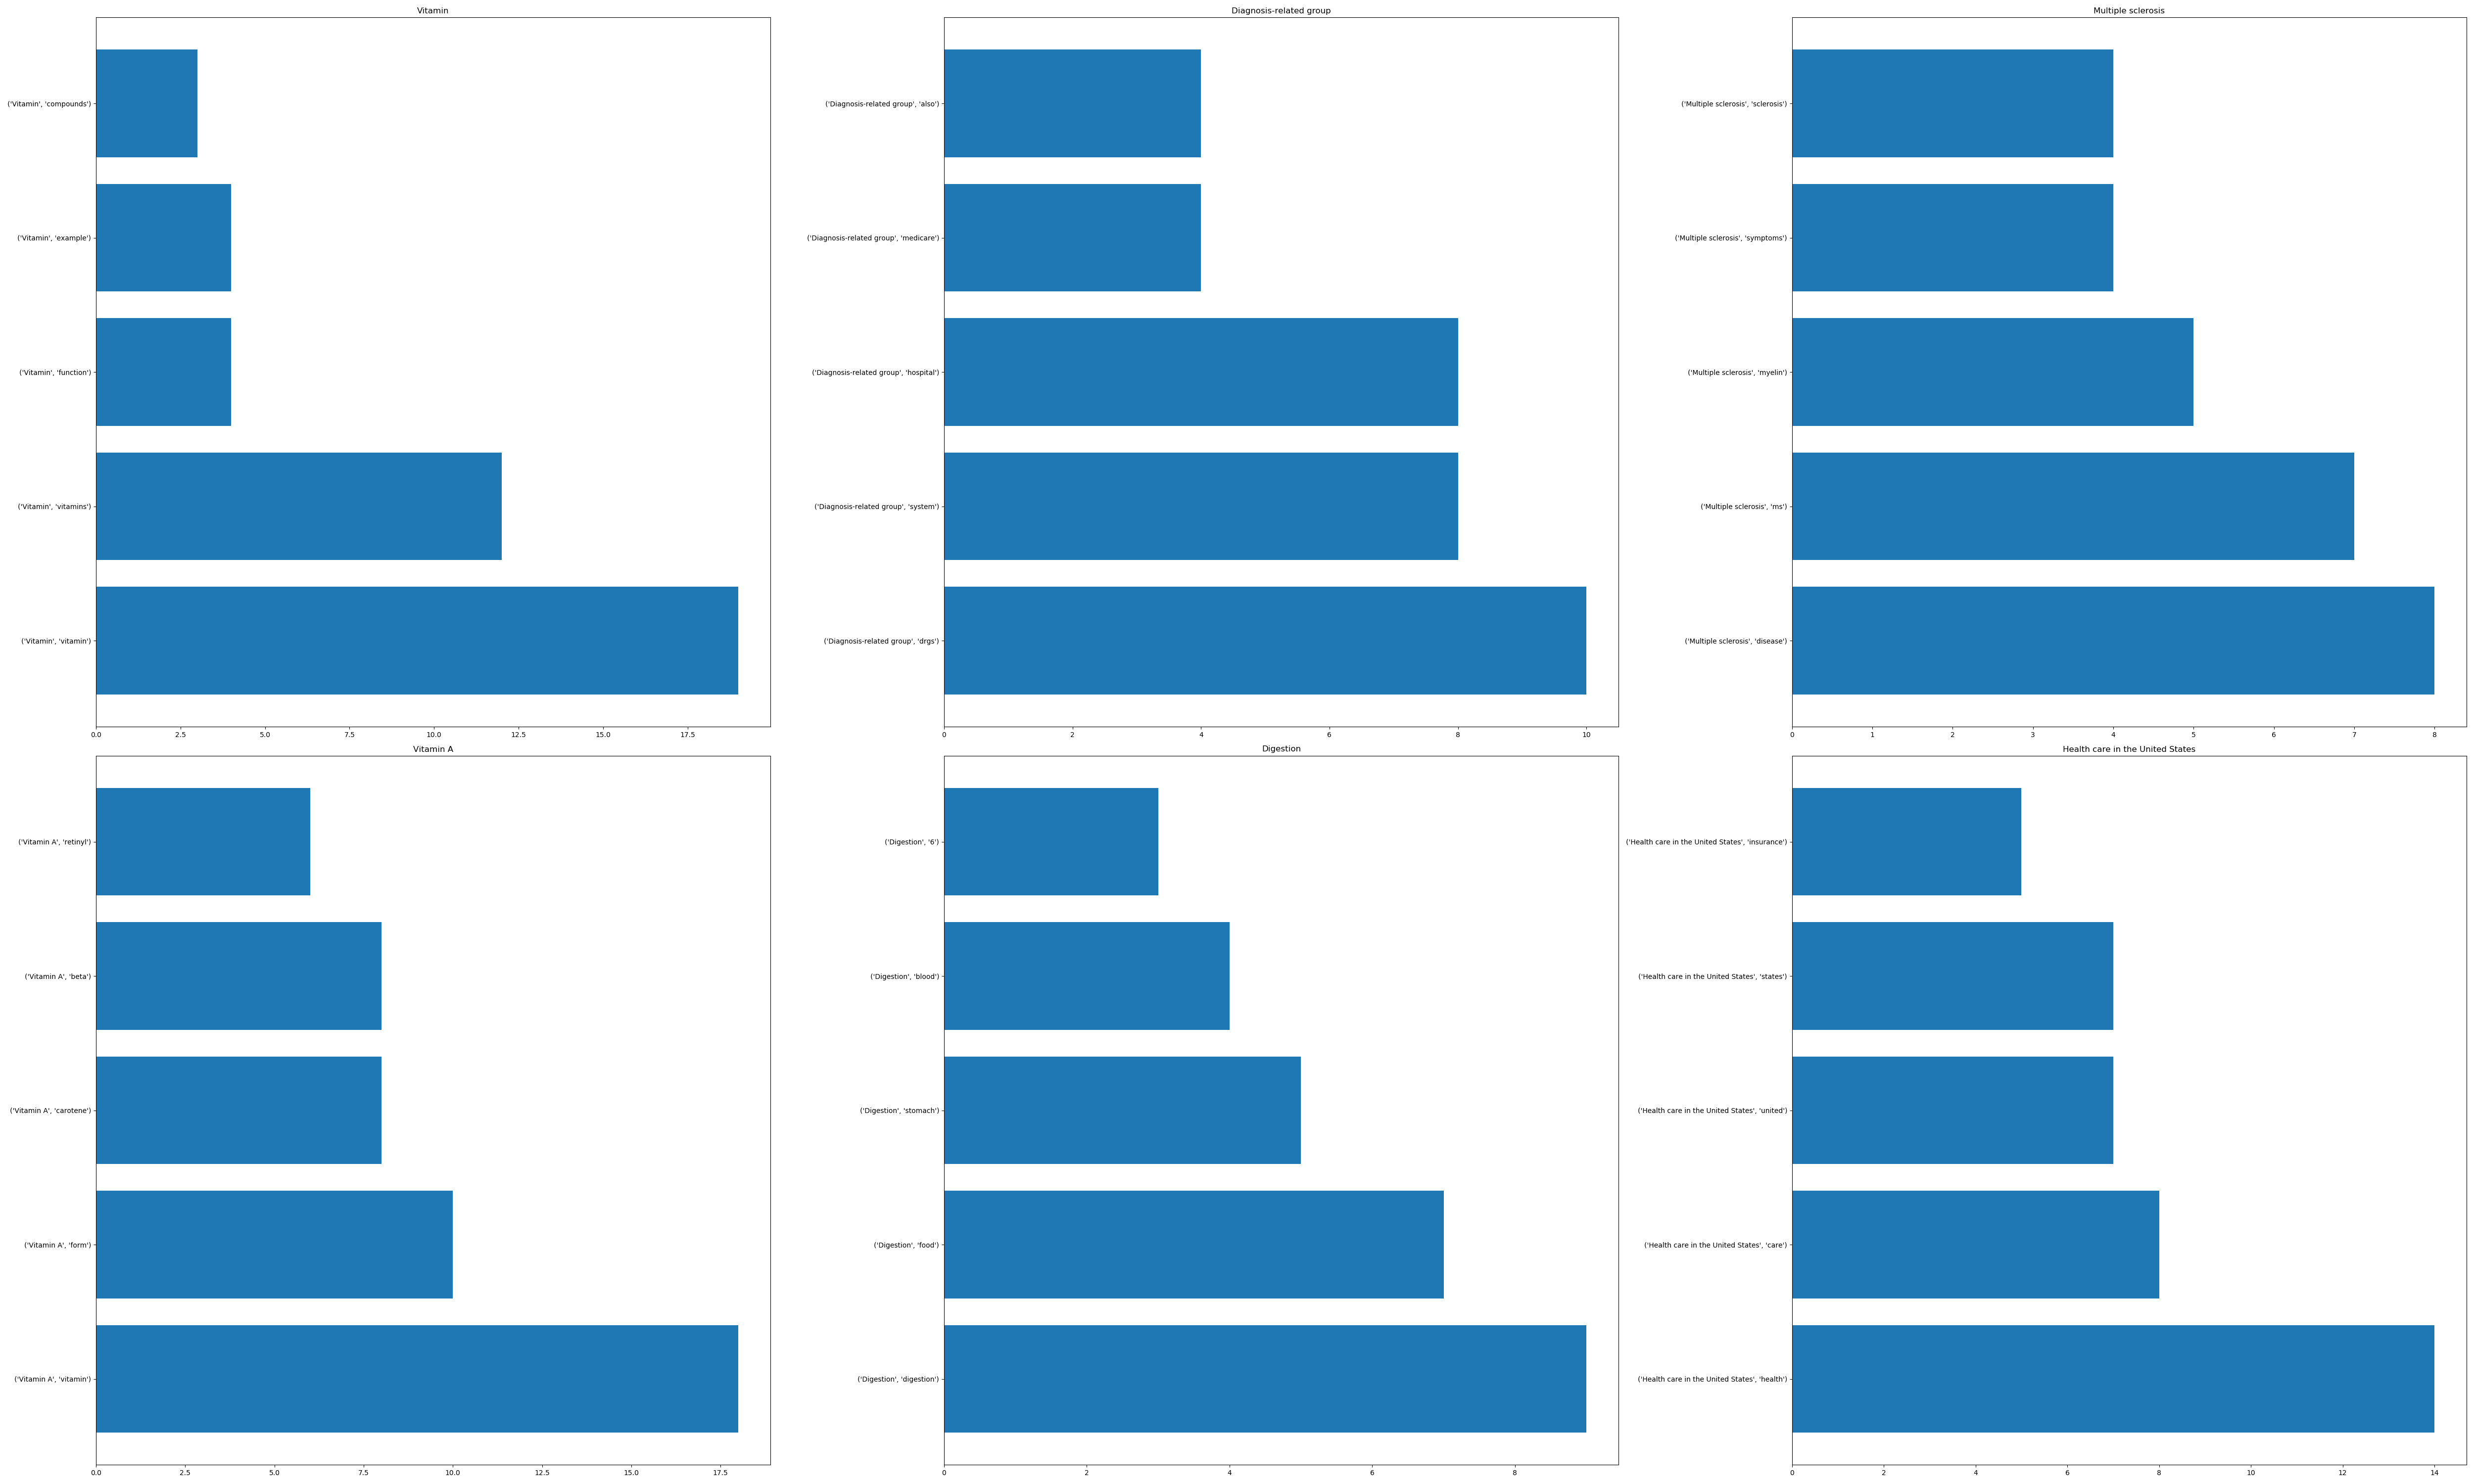 Vitamin
('Vitamin', 'compounds')
('Vitamin', 'example')
('Vitamin', 'function')
('Vitamin', 'vitamins')
('Vitamin', 'vitamin')
0.0 2.5 5.0 7.5 10.0 12.5 15.0 17.5
Diagnosis-related group
('Diagnosis-related group', 'also')
('Diagnosis-related group', 'medicare')
('Diagnosis-related group', 'hospital')
('Diagnosis-related group', 'system')
('Diagnosis-related group', 'drgs')
0 2 4 6 8 10
Multiple sclerosis
('Multiple sclerosis', 'sclerosis')
('Multiple sclerosis', 'symptoms')
('Multiple sclerosis', 'myelin')
('Multiple sclerosis', 'ms')
('Multiple sclerosis', 'disease')
0 1 2 3 4 5 6 7 8
Vitamin A
('Vitamin A', 'retinyl')
('Vitamin A', 'beta')
('Vitamin A', 'carotene')
('Vitamin A', 'form')
('Vitamin A', 'vitamin')
0.0 2.5 5.0 7.5 10.0 12.5 15.0 17.5
Digestion
('Digestion', '6')
('Digestion', 'blood')
('Digestion', 'stomach')
('Digestion', 'food')
('Digestion', 'digestion')
0 2 4 6 8
Health care in the United States
('Health care in the United States', 'insurance')
('Health care in the United States', 'states')
('Health care in the United States', 'united')
('Health care in the United States', 'care')
('Health care in the United States', 'health')
0 2 4 6 8 10 12 14